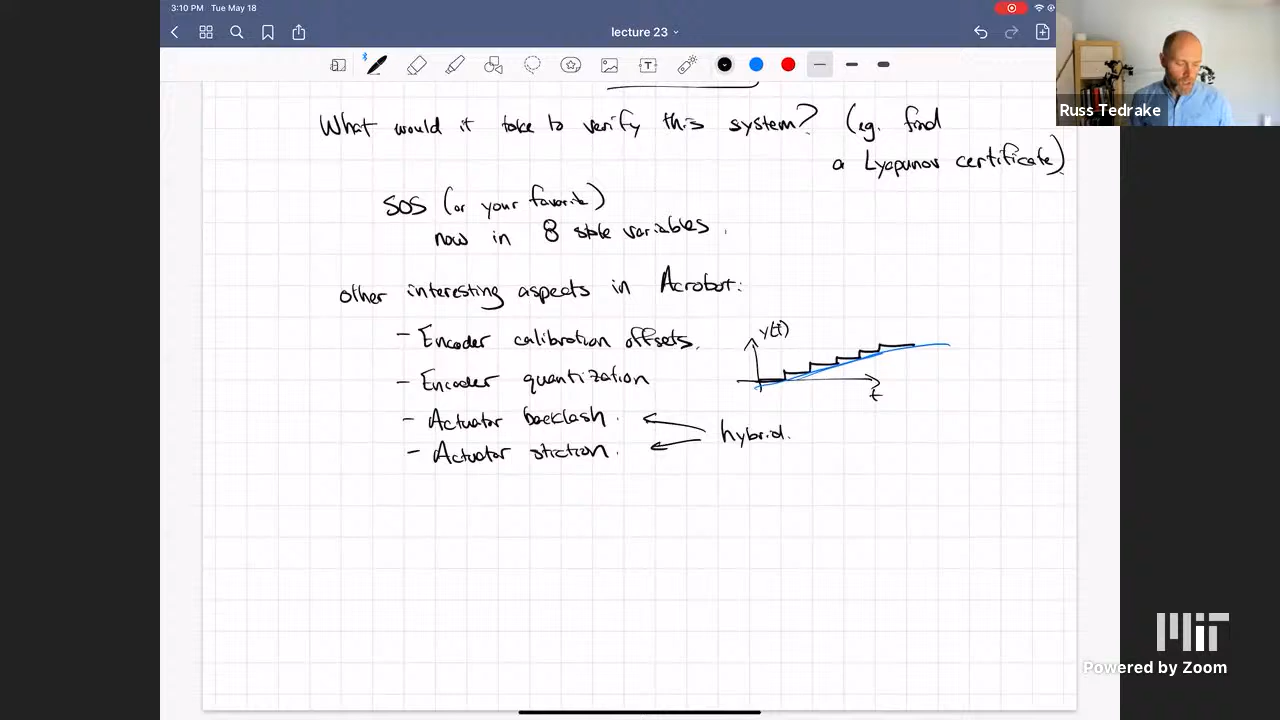 3:10 PM Tue May 18
lecture 23
Russ Tedrake
What would it take to verify this system? (eg. find
a Lyapunov certificate)
SOS (or your favorite)
now in 8 state variables.
other interesting aspects in Acrobot:
- Encoder calibration offsets.
y(t)
- Encoder quantization
t
- Actuator backlash.
hybrid.
- Actuator stiction.
MIT
Powered by Zoom